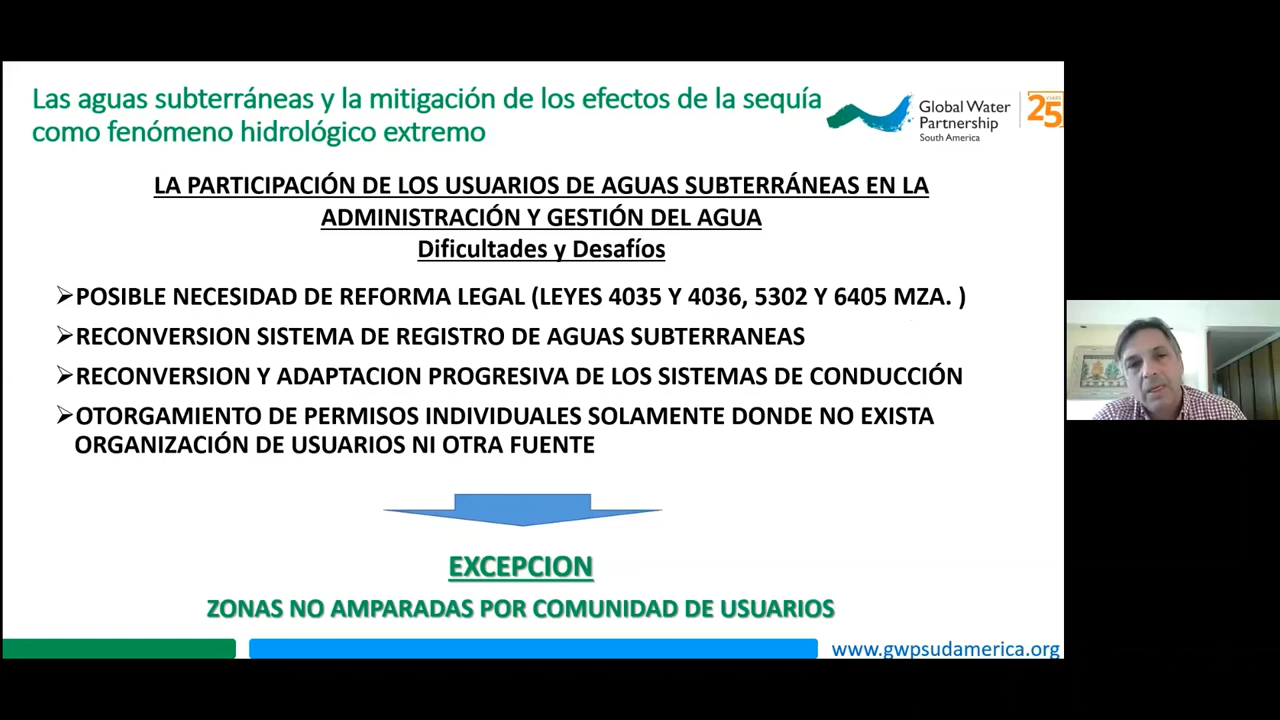 Las aguas subterráneas y la mitigación de los efectos de la sequía
como fenómeno hidrológico extremo
Global Water
Partnership
South America
25
YEARS
LA PARTICIPACIÓN DE LOS USUARIOS DE AGUAS SUBTERRÁNEAS EN LA
ADMINISTRACIÓN Y GESTIÓN DEL AGUA
Dificultades y Desafíos
➢POSIBLE NECESIDAD DE REFORMA LEGAL (LEYES 4035 Y 4036, 5302 Y 6405 MZA. )
➢RECONVERSION SISTEMA DE REGISTRO DE AGUAS SUBTERRANEAS
➢RECONVERSION Y ADAPTACION PROGRESIVA DE LOS SISTEMAS DE CONDUCCIÓN
➢OTORGAMIENTO DE PERMISOS INDIVIDUALES SOLAMENTE DONDE NO EXISTA
ORGANIZACIÓN DE USUARIOS NI OTRA FUENTE
EXCEPCION
ZONAS NO AMPARADAS POR COMUNIDAD DE USUARIOS
www.gwpsudamerica.org